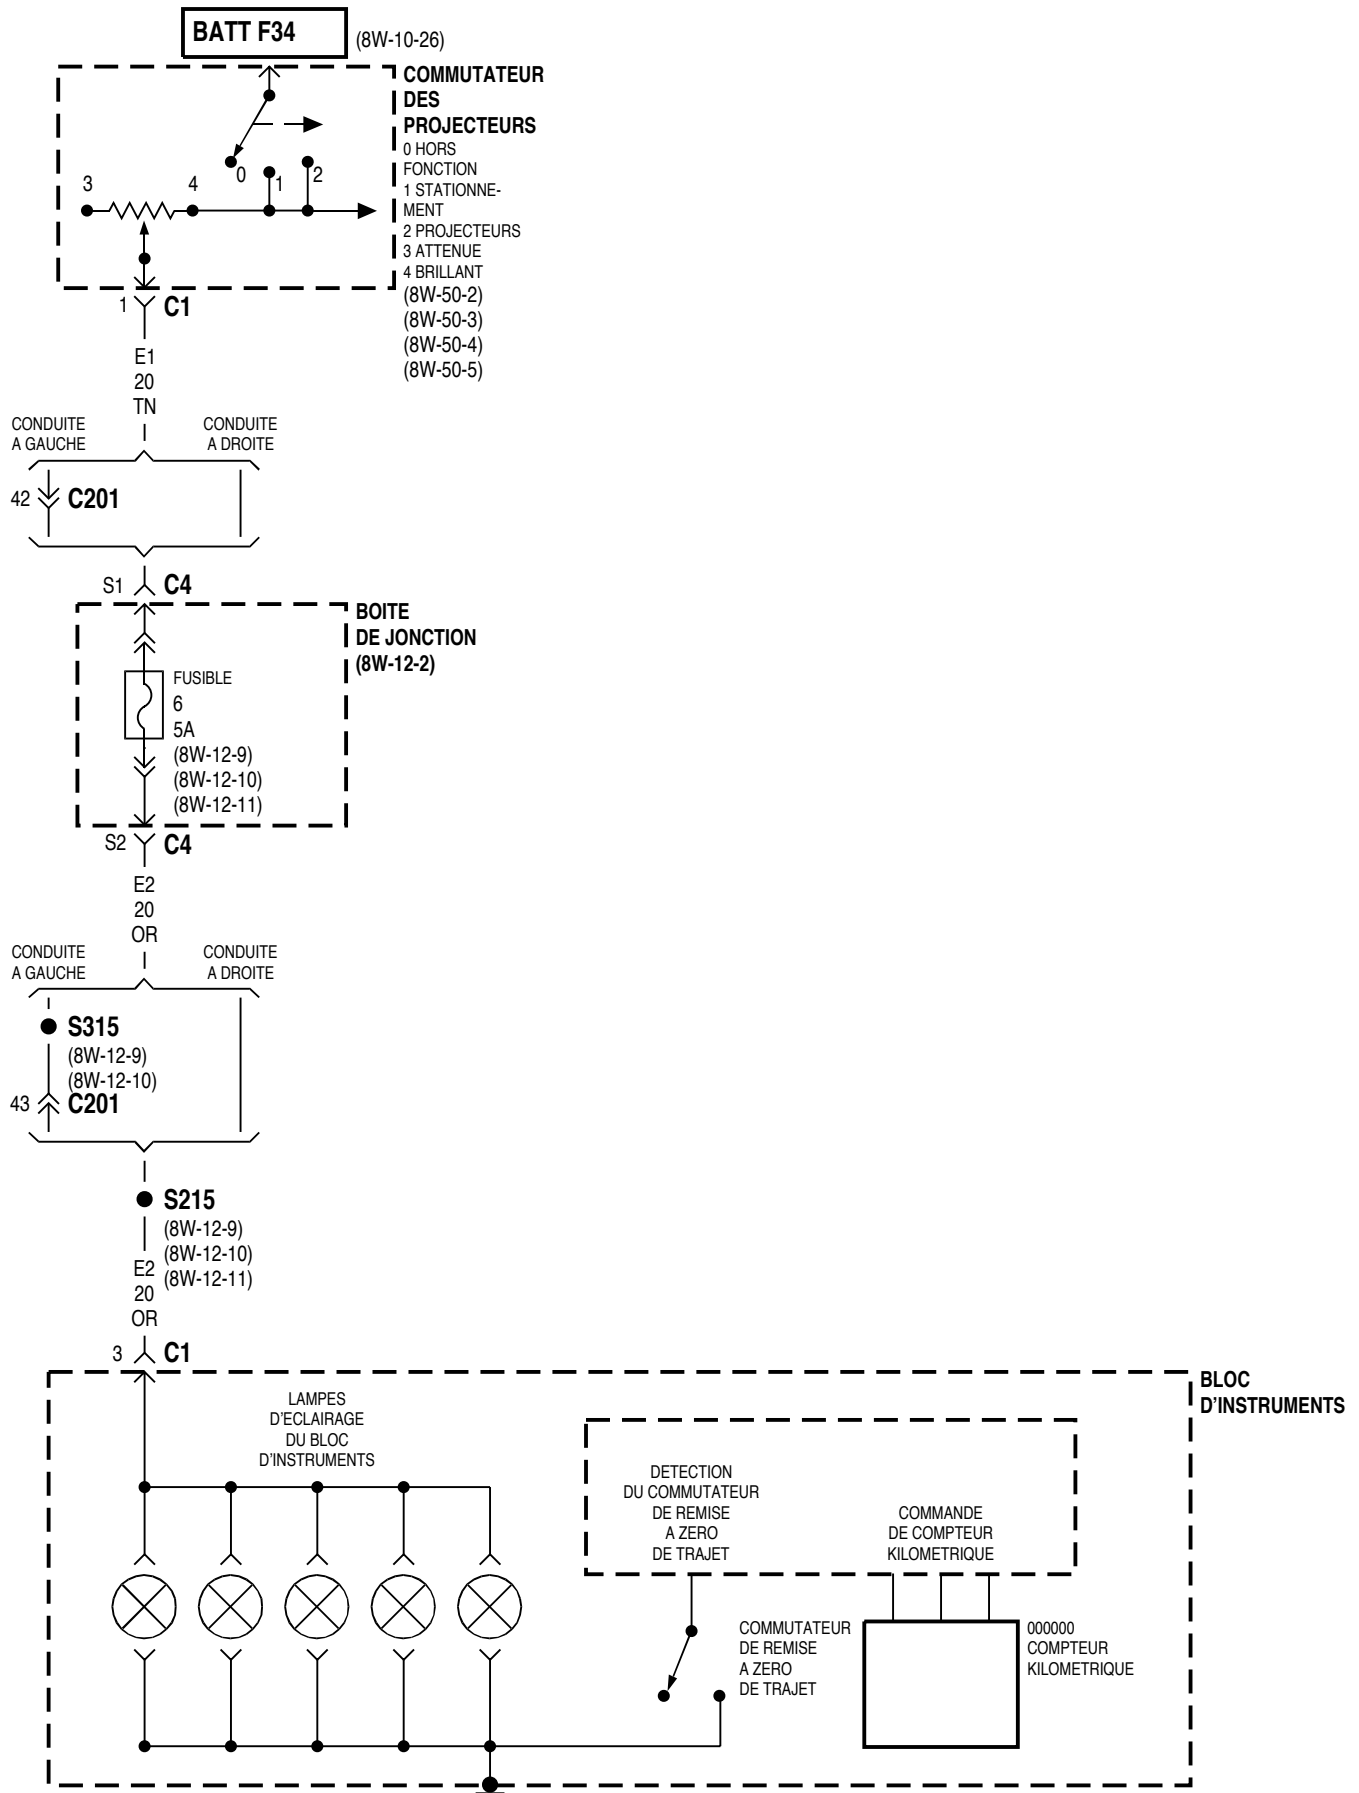 BATT F34
(8W-10-26)
COMMUTATEUR
DES
PROJECTEURS
0 HORS
FONCTION
1 STATIONNE-
MENT
2 PROJECTEURS
3 ATTENUE
4 BRILLANT
(8W-50-2)
(8W-50-3)
(8W-50-4)
(8W-50-5)
0
1
2
3
4
1 C1
E1
20
TN
CONDUITE
A GAUCHE
CONDUITE
A DROITE
42 C201
S1 C4
BOITE
DE JONCTION
(8W-12-2)
FUSIBLE
6
5A
(8W-12-9)
(8W-12-10)
(8W-12-11)
S2 C4
E2
20
OR
CONDUITE
A GAUCHE
CONDUITE
A DROITE
S315
(8W-12-9)
(8W-12-10)
43 C201
S215
(8W-12-9)
(8W-12-10)
(8W-12-11)
E2
20
OR
3 C1
BLOC
D'INSTRUMENTS
LAMPES
D'ECLAIRAGE
DU BLOC
D'INSTRUMENTS
DETECTION
DU COMMUTATEUR
DE REMISE
A ZERO
DE TRAJET
COMMANDE
DE COMPTEUR
KILOMETRIQUE
COMMUTATEUR
DE REMISE
A ZERO
DE TRAJET
000000
COMPTEUR
KILOMETRIQUE